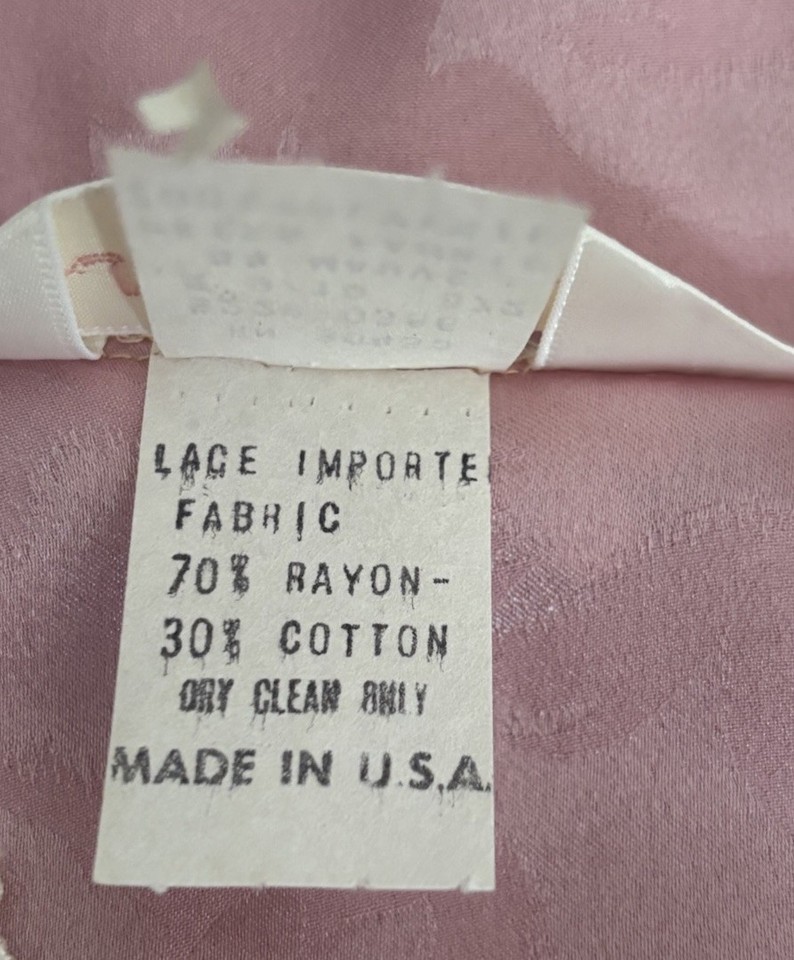 LACE IMPORTE
FABRIC
70% RAYON-
30% COTTON
DRY CLEAN ONLY
MADE IN U.S.A.